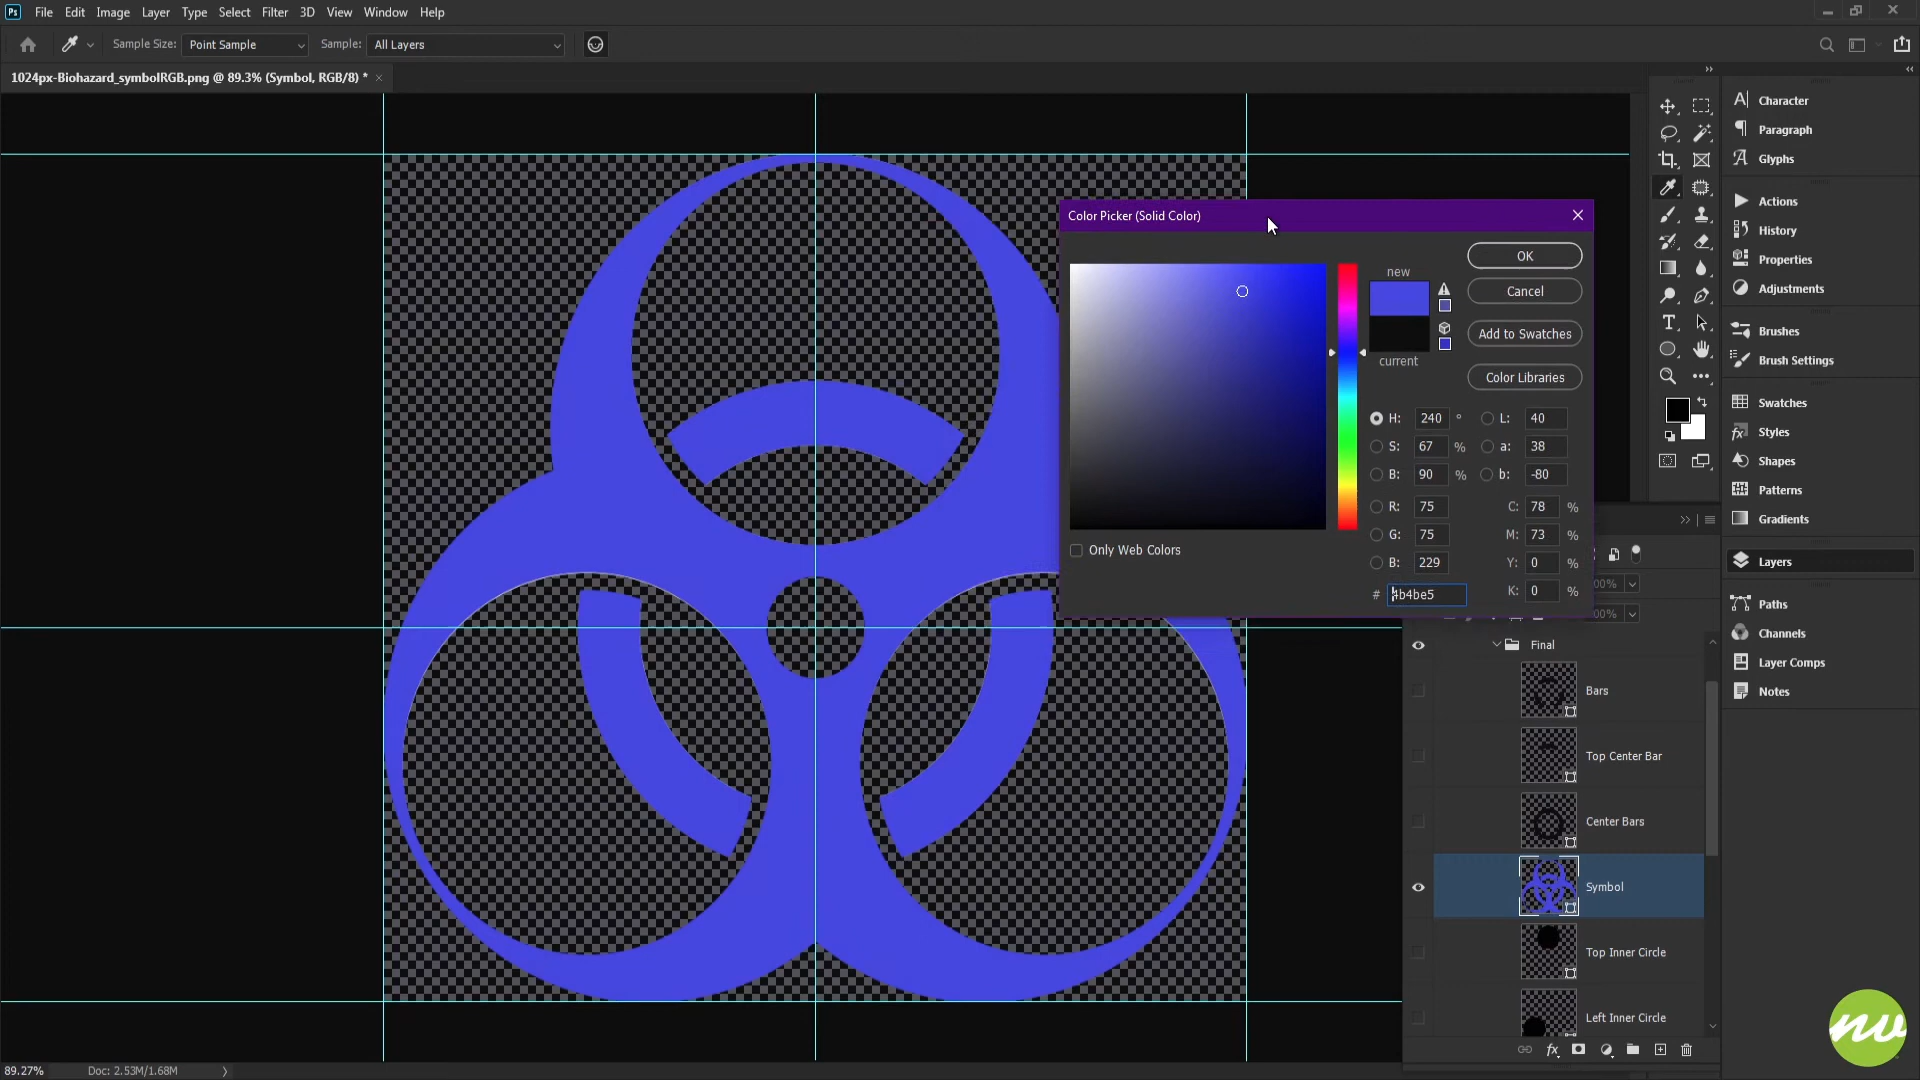 Ps File Edit Image Layer Type Select Filter 3D View Window Help
Sample Size: Point Sample Sample: All Layers
1024px-Biohazard_symbolRGB.png @ 89.3% (Symbol, RGB/8) * ×
Color Picker (Solid Color)
new
current
OK
Cancel
Add to Swatches
Color Libraries
H: 240 ° L: 40
S: 67 % a: 38
B: 90 % b: -80
R: 75 C: 78 %
G: 75 M: 73 %
B: 229 Y: 0 %
# 4b4be5 K: 0 %
Only Web Colors
Character
Paragraph
Glyphs
Actions
History
Properties
Adjustments
Brushes
Brush Settings
Swatches
Styles
Shapes
Patterns
Gradients
Layers
Paths
Channels
Layer Comps
Notes
Final
Bars
Top Center Bar
Center Bars
Symbol
Top Inner Circle
Left Inner Circle
nv
89.27% Doc: 2.53M/1.68M